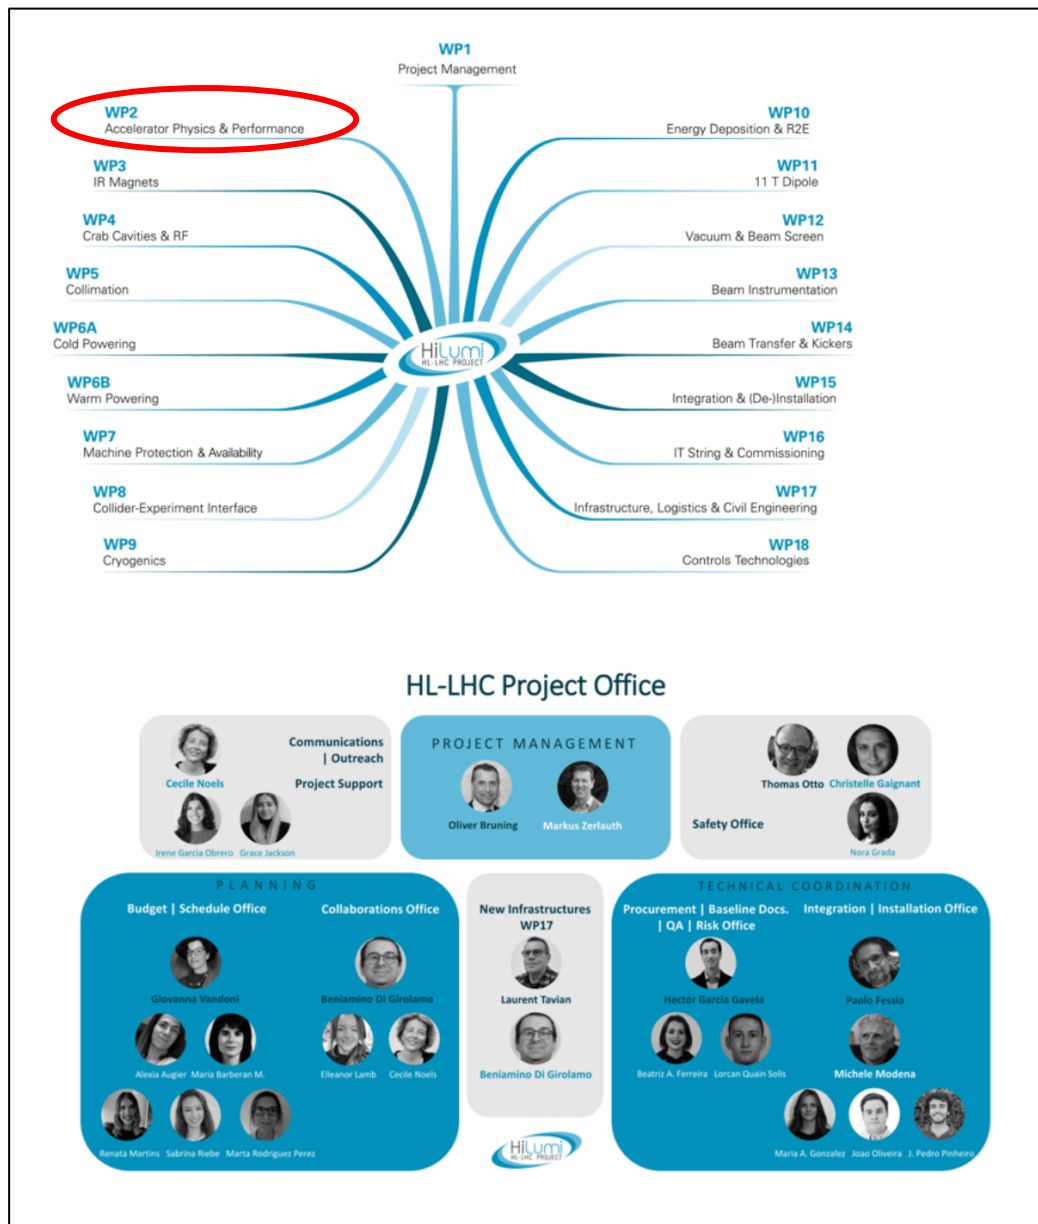 WP1
Project Management
WP2
Accelerator Physics & Performance
WP3
IR Magnets
WP4
Crab Cavities & RF
WP5
Collimation
WP6A
Cold Powering
WP6B
Warm Powering
WP7
Machine Protection & Availability
WP8
Collider-Experiment Interface
WP9
Cryogenics
WP10
Energy Deposition & R2E
WP11
11 T Dipole
WP12
Vacuum & Beam Screen
WP13
Beam Instrumentation
WP14
Beam Transfer & Kickers
WP15
Integration & (De-)Installation
WP16
IT String & Commissioning
WP17
Infrastructure, Logistics & Civil Engineering
WP18
Controls Technologies
HiLumi
HL-LHC PROJECT
HL-LHC Project Office
Communications
| Outreach
Project Support
Cecile Noels
Irene Garcia Obrero Grace Jackson
PROJECT MANAGEMENT
Oliver Bruning Markus Zerlauth
Thomas Otto Christelle Gaignant
Safety Office
Nora Grada
PLANNING
Budget | Schedule Office
Giovanna Vandoni
Alexia Augier Maria Barberan M.
Renata Martins Sabrina Riebe Marta Rodriguez Perez
Collaborations Office
Beniamino Di Girolamo
Elleanor Lamb Cecile Noels
New Infrastructures
WP17
Laurent Tavian
Beniamino Di Girolamo
TECHNICAL COORDINATION
Procurement | Baseline Docs.
| QA | Risk Office
Hector Garcia Gavela
Beatriz A. Ferreira Lorcan Quain Solis
Integration | Installation Office
Paolo Fessia
Michele Modena
Maria A. Gonzalez Joao Oliveira J. Pedro Pinheiro
HiLumi
HL-LHC PROJECT